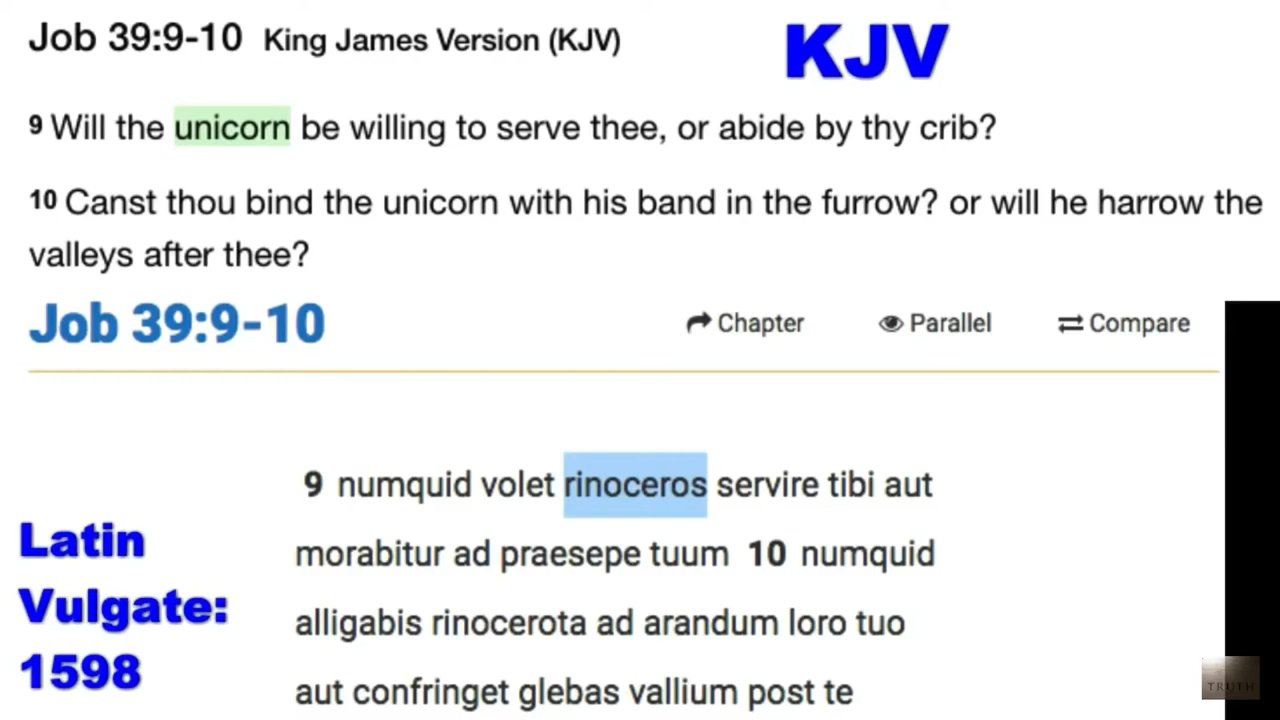 Job 39:9-10 King James Version (KJV)
KJV
9 Will the unicorn be willing to serve thee, or abide by thy crib?
10 Canst thou bind the unicorn with his band in the furrow? or will he harrow the
valleys after thee?
Job 39:9-10
Chapter
Parallel
Compare
9 numquid volet rinoceros servire tibi aut
morabitur ad praesepe tuum 10 numquid
alligabis rinocerota ad arandum loro tuo
aut confringet glebas vallium post te
Latin
Vulgate:
1598
TRUTH